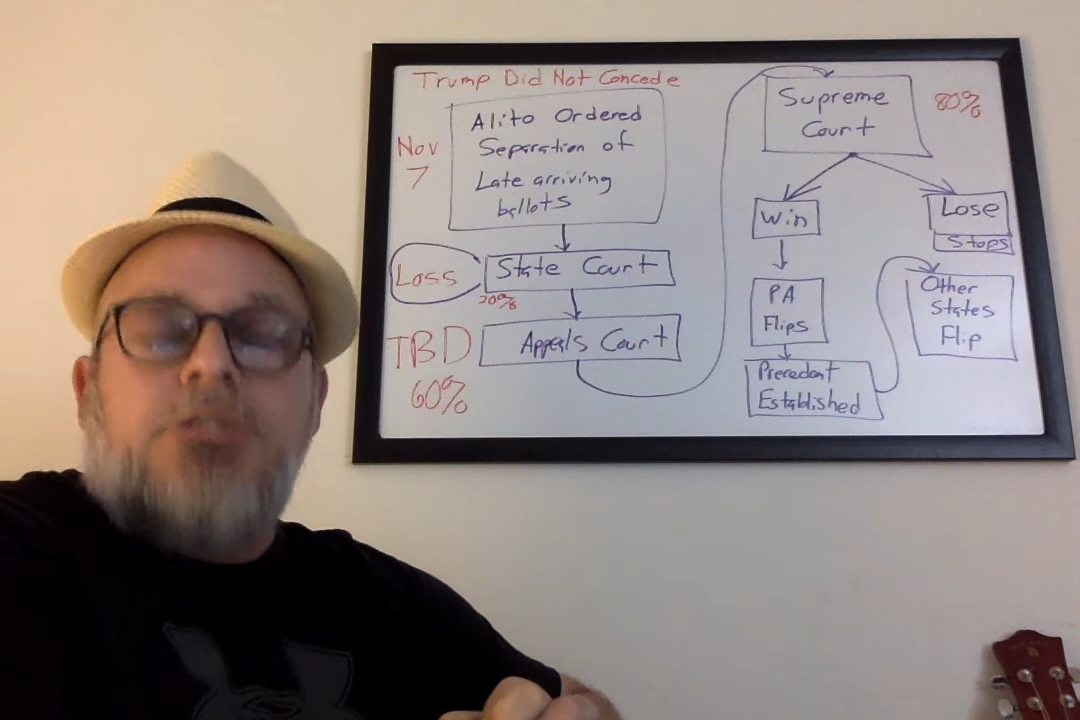 Trump Did Not Concede
Nov
7
Alito Ordered
Separation of
Late arriving
ballots
Loss
State Court
20%
TBD
60%
Appeals Court
Supreme
Court
80%
Win
Lose
Stops
PA
Flips
Other
States
Flip
Precedent
Established